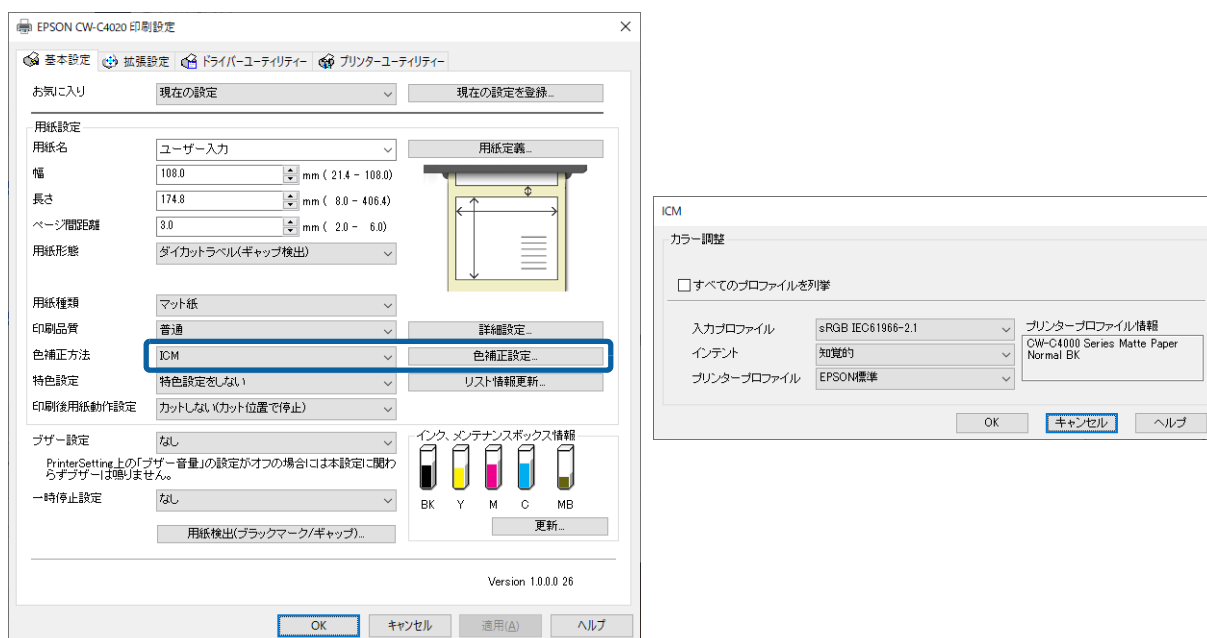 EPSON CW-C4020 印刷設定
基本設定 拡張設定 ドライバーユーティリティー プリンターユーティリティー
お気に入り 現在の設定 現在の設定を登録...
用紙設定
用紙名 ユーザー入力 用紙定義...
幅 108.0 mm ( 21.4 - 108.0)
長さ 174.8 mm ( 8.0 - 406.4)
ページ間距離 3.0 mm ( 2.0 - 6.0)
用紙形態 ダイカットラベル(ギャップ検出)
用紙種類 マット紙
印刷品質 普通 詳細設定...
色補正方法 ICM 色補正設定...
特色設定 特色設定をしない リスト情報更新...
印刷後用紙動作設定 カットしない(カット位置で停止)
ブザー設定 なし
PrinterSetting上の「ブザー音量」の設定がオフの場合には本設定に関わ
らずブザーは鳴りません。
一時停止設定 なし
用紙検出(ブラックマーク/ギャップ)...
インク、メンテナンスボックス情報
BK Y M C MB
更新...
Version 1.0.0.0 26
OK キャンセル 適用(A) ヘルプ
ICM
カラー調整
すべてのプロファイルを列挙
入力プロファイル sRGB IEC61966-2.1
インテント 知覚的
プリンタープロファイル EPSON標準
プリンタープロファイル情報
CW-C4000 Series Matte Paper
Normal BK
OK キャンセル ヘルプ